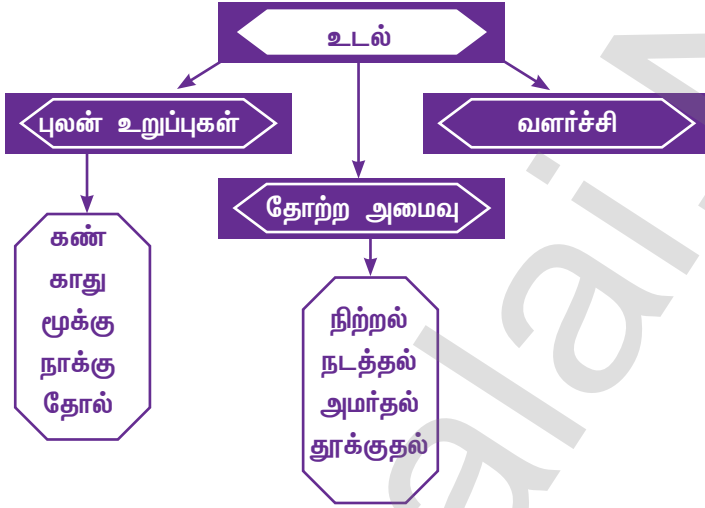 உடல்
புலன் உறுப்புகள்
வளர்ச்சி
தோற்ற அமைவு
கண்
காது
மூக்கு
நாக்கு
தோல்
நிற்றல்
நடத்தல்
அமர்தல்
தூக்குதல்